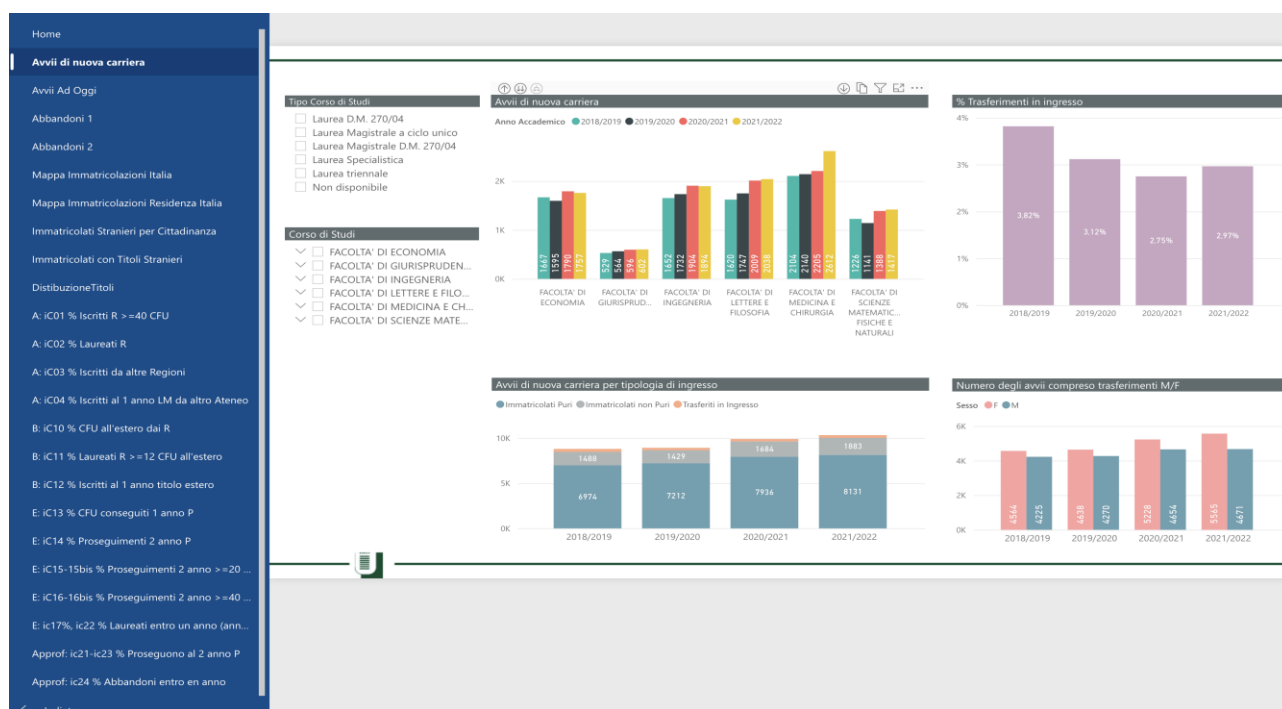 Home
Avvii di nuova carriera
Avvii Ad Oggi
Abbandoni 1
Abbandoni 2
Mappa Immatricolazioni Italia
Mappa Immatricolazioni Residenza Italia
Immatricolati Stranieri per Cittadinanza
Immatricolati con Titoli Stranieri
DistibuzioneTitoli
A: iC01 % Iscritti R >=40 CFU
A: iC02 % Laureati R
A: iC03 % Iscritti da altre Regioni
A: iC04 % Iscritti al 1 anno LM da altro Ateneo
B: iC10 % CFU all'estero dai R
B: iC11 % Laureati R >=12 CFU all'estero
B: iC12 % Iscritti al 1 anno titolo estero
E: iC13 % CFU conseguiti 1 anno P
E: iC14 % Proseguimenti 2 anno P
E: iC15-15bis % Proseguimenti 2 anno >=20 ...
E: iC16-16bis % Proseguimenti 2 anno >=40 ...
E: ic17%, ic22 % Laureati entro un anno (ann...
Approf: ic21-ic23 % Proseguono al 2 anno P
Approf: ic24 % Abbandoni entro en anno
Tipo Corso di Studi
Laurea D.M. 270/04
Laurea Magistrale a ciclo unico
Laurea Magistrale D.M. 270/04
Laurea Specialistica
Laurea triennale
Non disponibile
Corso di Studi
FACOLTA' DI ECONOMIA
FACOLTA' DI GIURISPRUDEN...
FACOLTA' DI INGEGNERIA
FACOLTA' DI LETTERE E FILO...
FACOLTA' DI MEDICINA E CH...
FACOLTA' DI SCIENZE MATE...
Avvii di nuova carriera
Anno Accademico 2018/2019 2019/2020 2020/2021 2021/2022
2K
1K
0K
1667 1595 1790 1757
529 564 596 602
1652 1732 1904 1894
1620 1747 2009 2038
2104 2140 2205 2612
1226 1141 1388 1417
FACOLTA' DI
ECONOMIA
FACOLTA' DI
GIURISPRUD...
FACOLTA' DI
INGEGNERIA
FACOLTA' DI
LETTERE E
FILOSOFIA
FACOLTA' DI
MEDICINA E
CHIRURGIA
FACOLTA' DI
SCIENZE
MATEMATIC...
FISICHE E
NATURALI
% Trasferimenti in ingresso
4%
3%
2%
1%
0%
3.82%
3.12%
2.75%
2.97%
2018/2019 2019/2020 2020/2021 2021/2022
Avvii di nuova carriera per tipologia di ingresso
Immatricolati Puri Immatricolati non Puri Trasferiti in Ingresso
10K
5K
0K
1488 1429 1684 1883
6974 7212 7936 8131
2018/2019 2019/2020 2020/2021 2021/2022
Numero degli avvii compreso trasferimenti M/F
Sesso F M
6K
4K
2K
0K
4564 4225 4638 4270 5228 4654 5565 4671
2018/2019 2019/2020 2020/2021 2021/2022